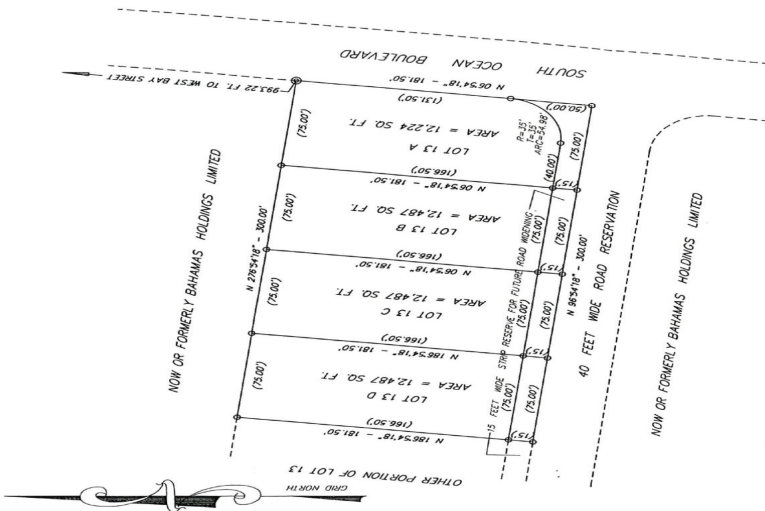 SOUTH OCEAN BOULEVARD
993.22 FT. TO WEST BAY STREET
N 06°54'18" - 181.50'
(131.50')
(50.00')
R=35'
T=35'
ARC=54.98'
LOT 13 A
AREA = 12,224 SQ. FT.
(75.00')
(75.00')
(40.00')
(166.50')
(15')
N 06°54'18" - 181.50'
LOT 13 B
AREA = 12,487 SQ. FT.
(75.00')
(75.00')
(75.00')
(166.50')
(15')
N 06°54'18" - 181.50'
LOT 13 C
AREA = 12,487 SQ. FT.
(75.00')
(75.00')
(75.00')
(166.50')
(15')
N 186°54'18" - 181.50'
LOT 13 D
AREA = 12,487 SQ. FT.
(75.00')
(75.00')
(75.00')
(166.50')
(15')
N 186°54'18" - 181.50'
N 276°54'18" - 300.00'
N 96°54'18" - 300.00'
NOW OR FORMERLY BAHAMAS HOLDINGS LIMITED
15 FEET WIDE STRIP RESERVE FOR FUTURE ROAD WIDENING
40 FEET WIDE ROAD RESERVATION
NOW OR FORMERLY BAHAMAS HOLDINGS LIMITED
OTHER PORTION OF LOT 13
GRID NORTH